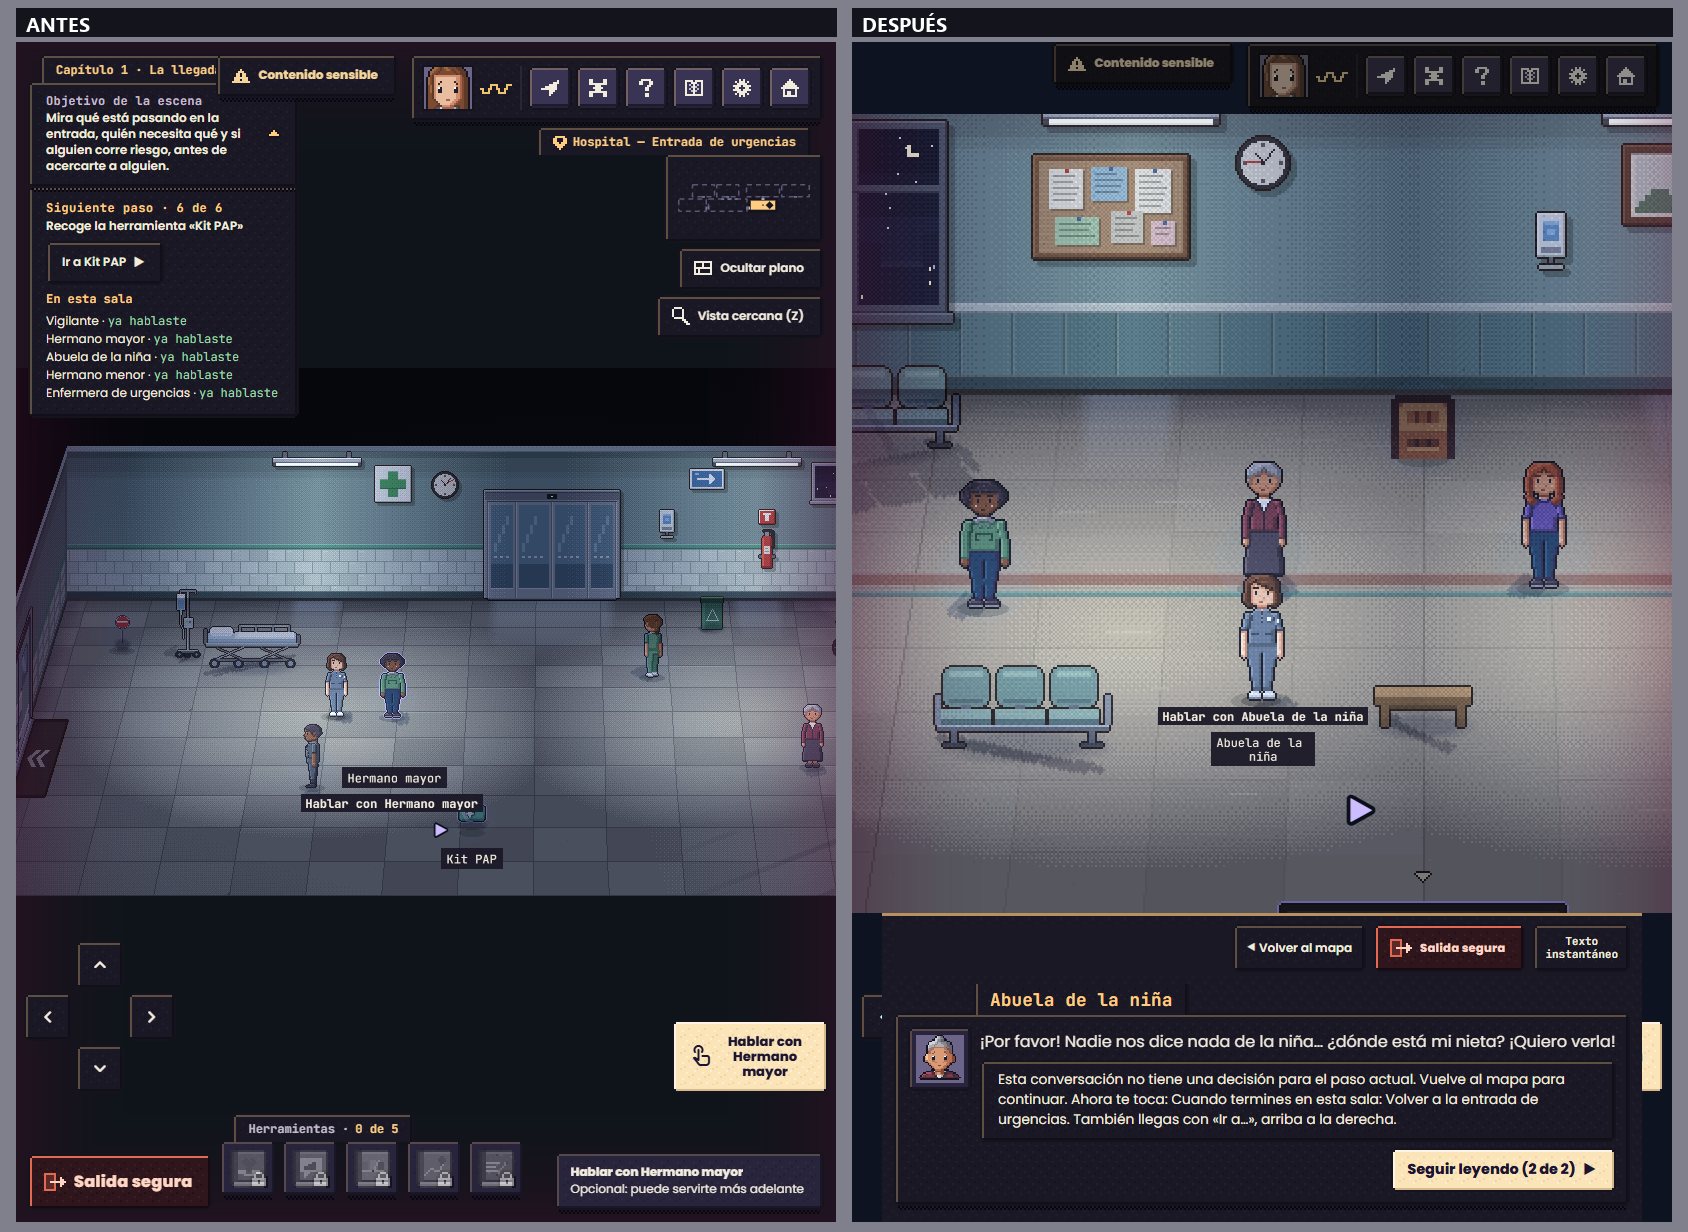 ANTES
Capítulo 1 · La llegad
Contenido sensible
Objetivo de la escena
Mira qué está pasando en la
entrada, quién necesita qué y si
alguien corre riesgo, antes de
acercarte a alguien.
Siguiente paso · 6 de 6
Recoge la herramienta «Kit PAP»
Ir a Kit PAP
En esta sala
Vigilante · ya hablaste
Hermano mayor · ya hablaste
Abuela de la niña · ya hablaste
Hermano menor · ya hablaste
Enfermera de urgencias · ya hablaste
?
Hospital — Entrada de urgencias
Ocultar plano
Vista cercana (Z)
T
Hermano mayor
Hablar con Hermano mayor
Kit PAP
Hablar con
Hermano
mayor
Herramientas · 0 de 5
Salida segura
Hablar con Hermano mayor
Opcional: puede servirte más adelante
DESPUÉS
Contenido sensible
?
Hablar con Abuela de la niña
Abuela de la
niña
Volver al mapa
Salida segura
Texto
instantáneo
Abuela de la niña
¡Por favor! Nadie nos dice nada de la niña... ¿dónde está mi nieta? ¡Quiero verla!
Esta conversación no tiene una decisión para el paso actual. Vuelve al mapa para
continuar. Ahora te toca: Cuando termines en esta sala: Volver a la entrada de
urgencias. También llegas con «Ir a...», arriba a la derecha.
Seguir leyendo (2 de 2)